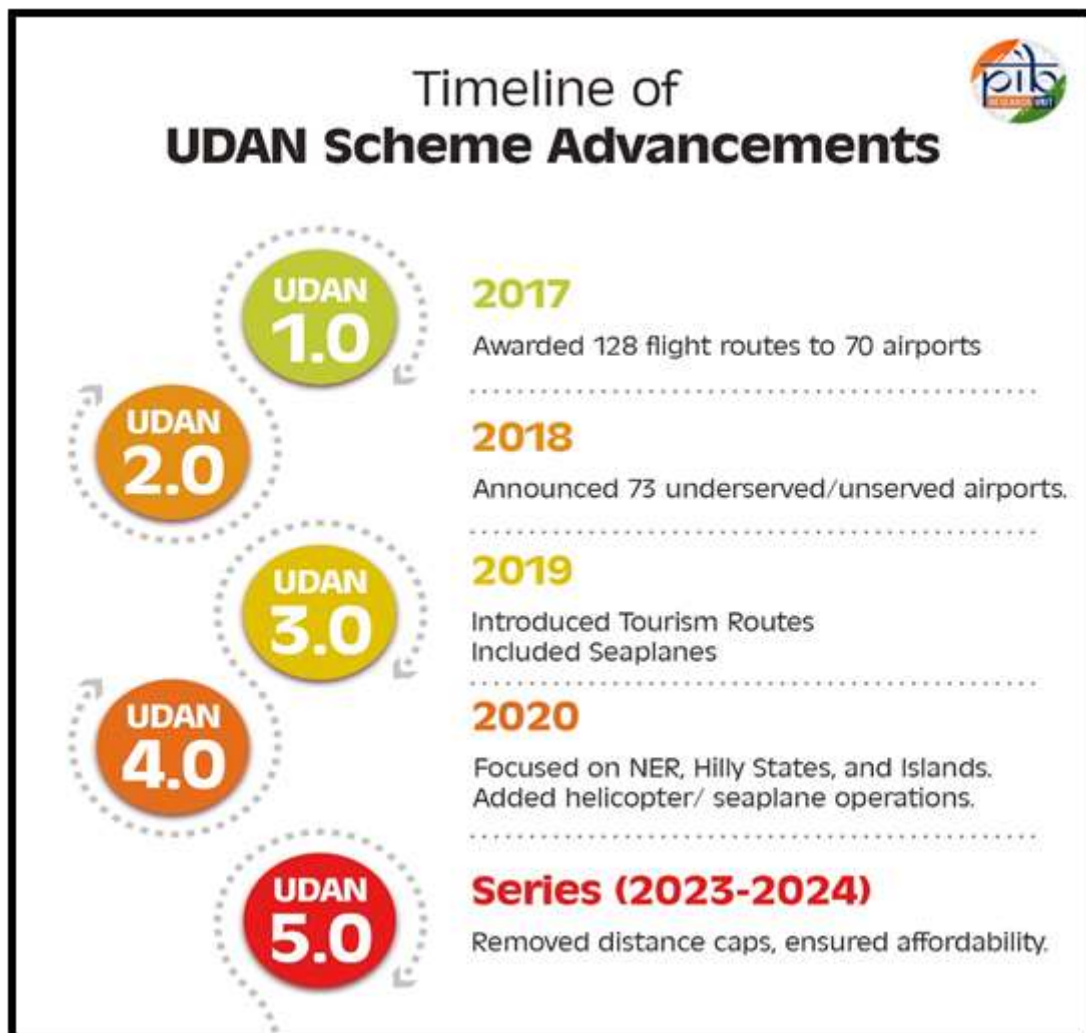 Timeline of
UDAN Scheme Advancements
pib
RESEARCH UNIT
UDAN
1.0
2017
Awarded 128 flight routes to 70 airports
UDAN
2.0
2018
Announced 73 underserved/unserved airports.
UDAN
3.0
2019
Introduced Tourism Routes
Included Seaplanes
UDAN
4.0
2020
Focused on NER, Hilly States, and Islands.
Added helicopter/ seaplane operations.
UDAN
5.0
Series (2023-2024)
Removed distance caps, ensured affordability.